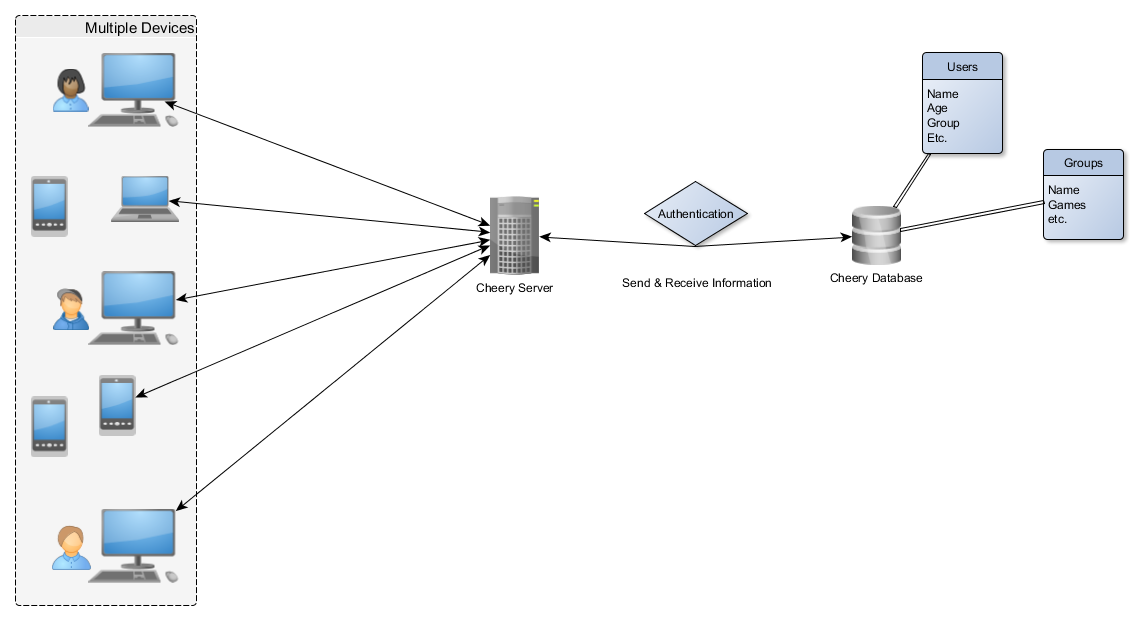 Multiple Devices
Users
Name
Age
Group
Etc.
Groups
Name
Games
etc.
Authentication
Cheery Server
Send & Receive Information
Cheery Database